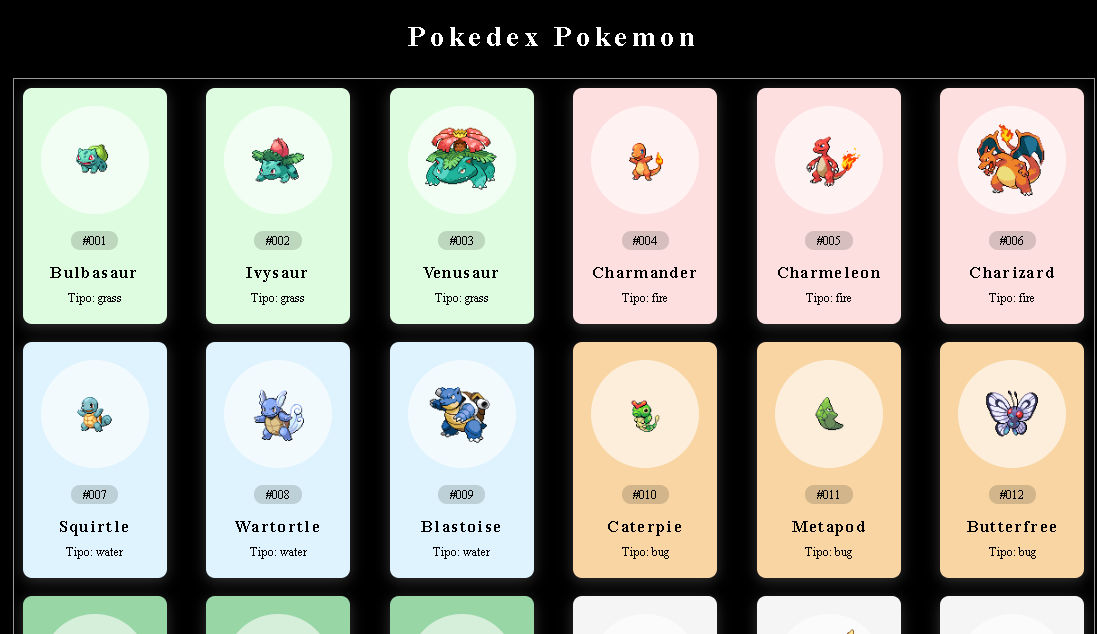 Pokedex Pokemon
#001 #002 #003 #004 #005 #006
Bulbasaur Ivysaur Venusaur Charmander Charmeleon Charizard
Tipo: grass Tipo: grass Tipo: grass Tipo: fire Tipo: fire Tipo: fire
#007 #008 #009 #010 #011 #012
Squirtle Wartortle Blastoise Caterpie Metapod Butterfree
Tipo: water Tipo: water Tipo: water Tipo: bug Tipo: bug Tipo: bug